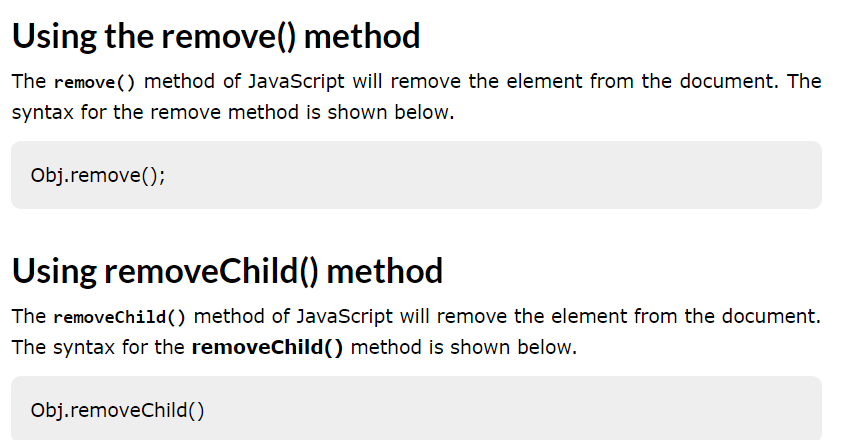 Using the remove() method
The remove() method of JavaScript will remove the element from the document. The
syntax for the remove method is shown below.
Obj.remove();
Using removeChild() method
The removeChild() method of JavaScript will remove the element from the document.
The syntax for the removeChild() method is shown below.
Obj.removeChild()